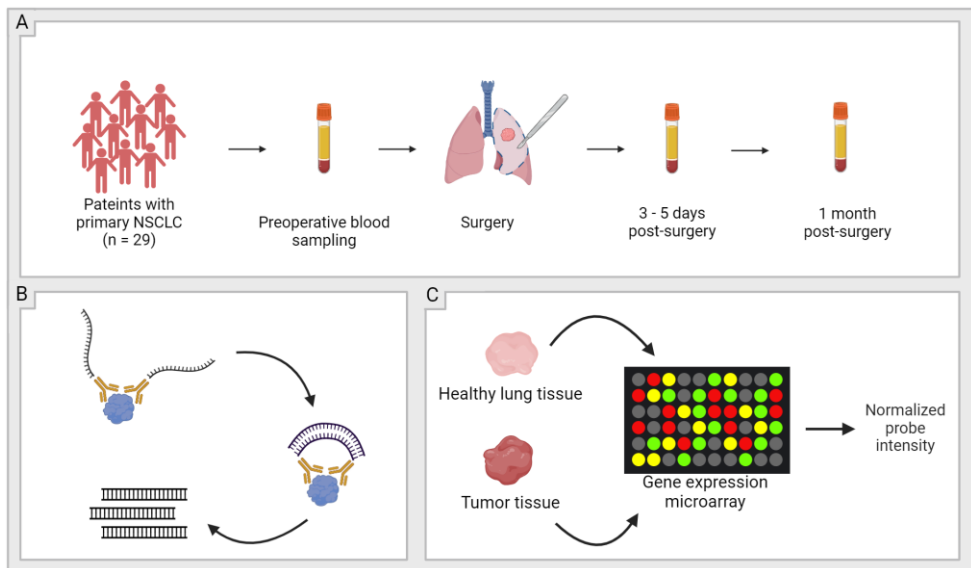 A
Pateints with
primary NSCLC
(n = 29)
Preoperative blood
sampling
Surgery
3 - 5 days
post-surgery
1 month
post-surgery
B
C
Healthy lung tissue
Tumor tissue
Gene expression
microarray
Normalized
probe
intensity